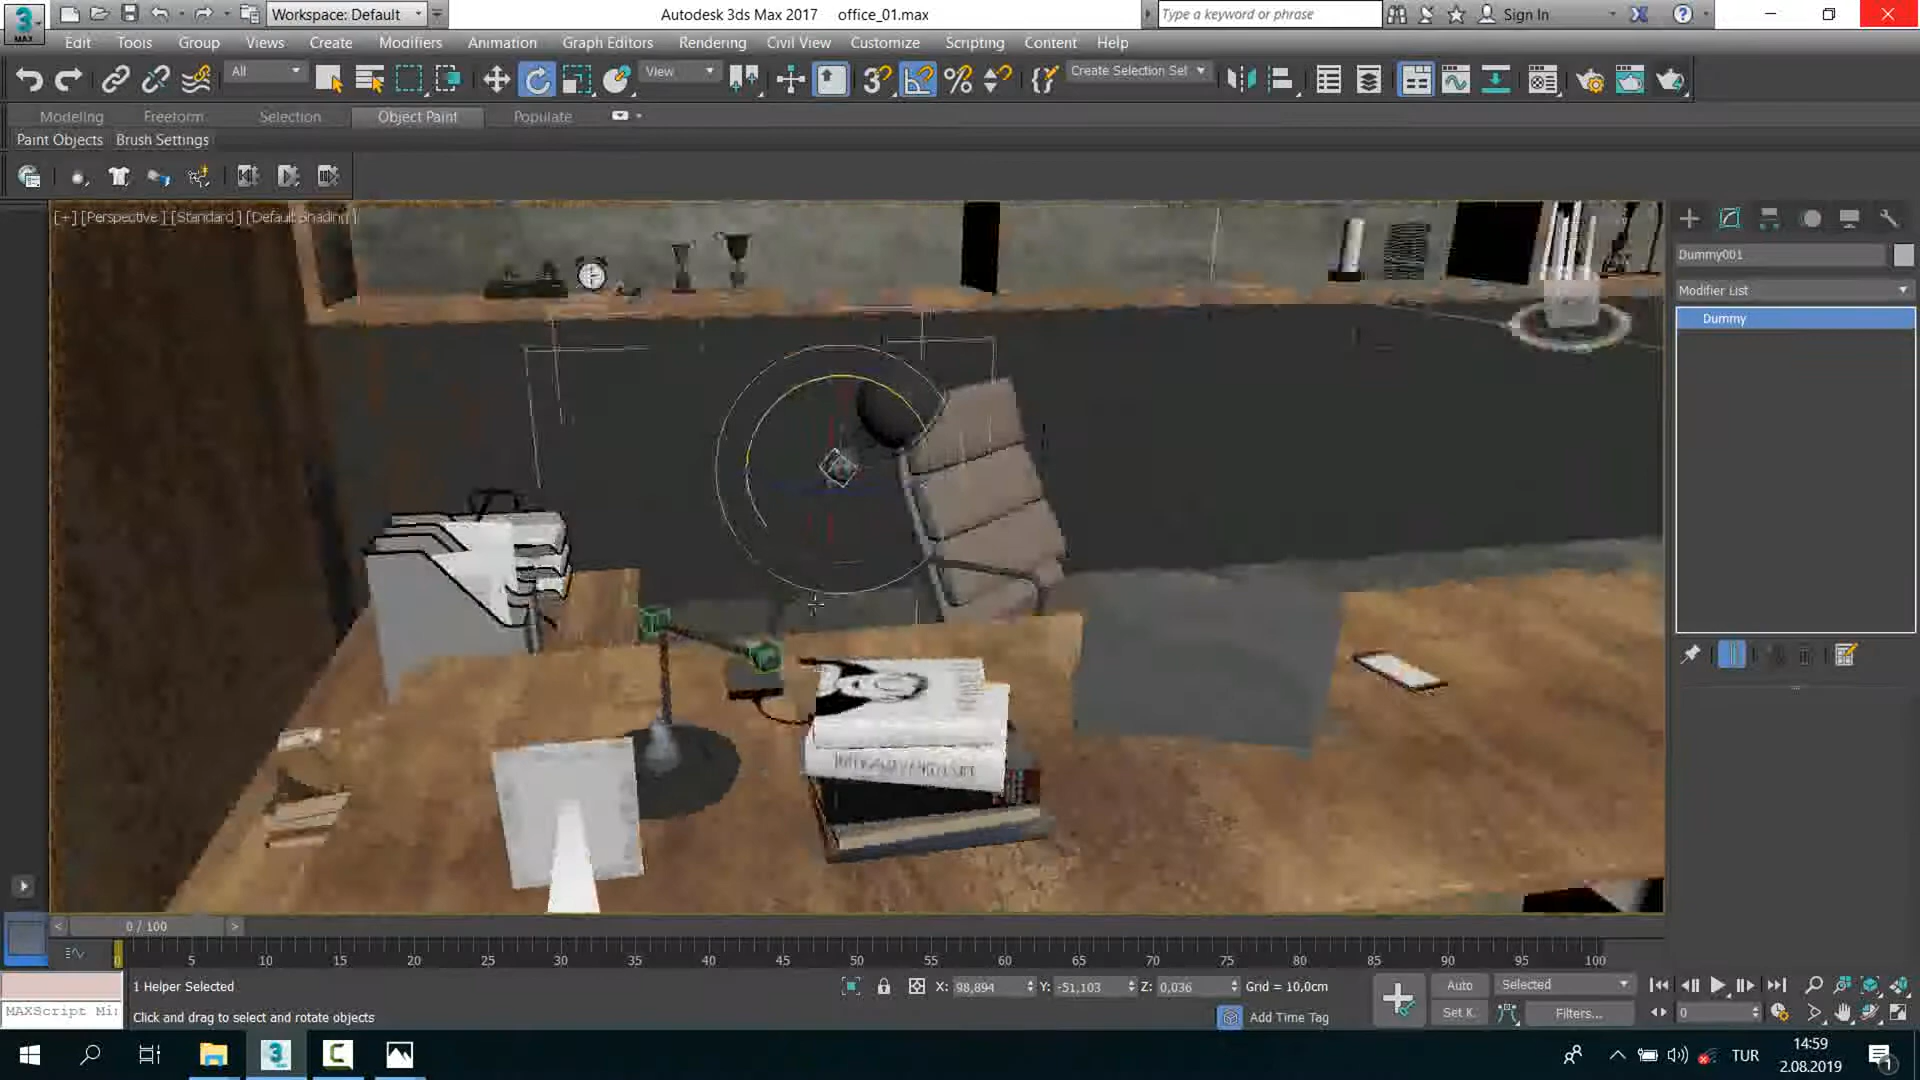 Workspace: Default
Autodesk 3ds Max 2017 office_01.max
Type a keyword or phrase
Sign In
Edit Tools Group Views Create Modifiers Animation Graph Editors Rendering Civil View Customize Scripting Content Help
All
View
Create Selection Set
Modeling Freeform Selection Object Paint Populate
Paint Objects Brush Settings
[+] [Perspective ] [Standard ] [Default Shading ]
Dummy001
Modifier List
Dummy
< 0 / 100 >
0 5 10 15 20 25 30 35 40 45 50 55 60 65 70 75 80 85 90 95 100
1 Helper Selected
X: 98,894 Y: -51,103 Z: 0,036 Grid = 10,0cm
Auto Selected
MAXScript Mi:
Click and drag to select and rotate objects
Add Time Tag
Set K. Filters... 0
TUR
14:59
2.08.2019
1